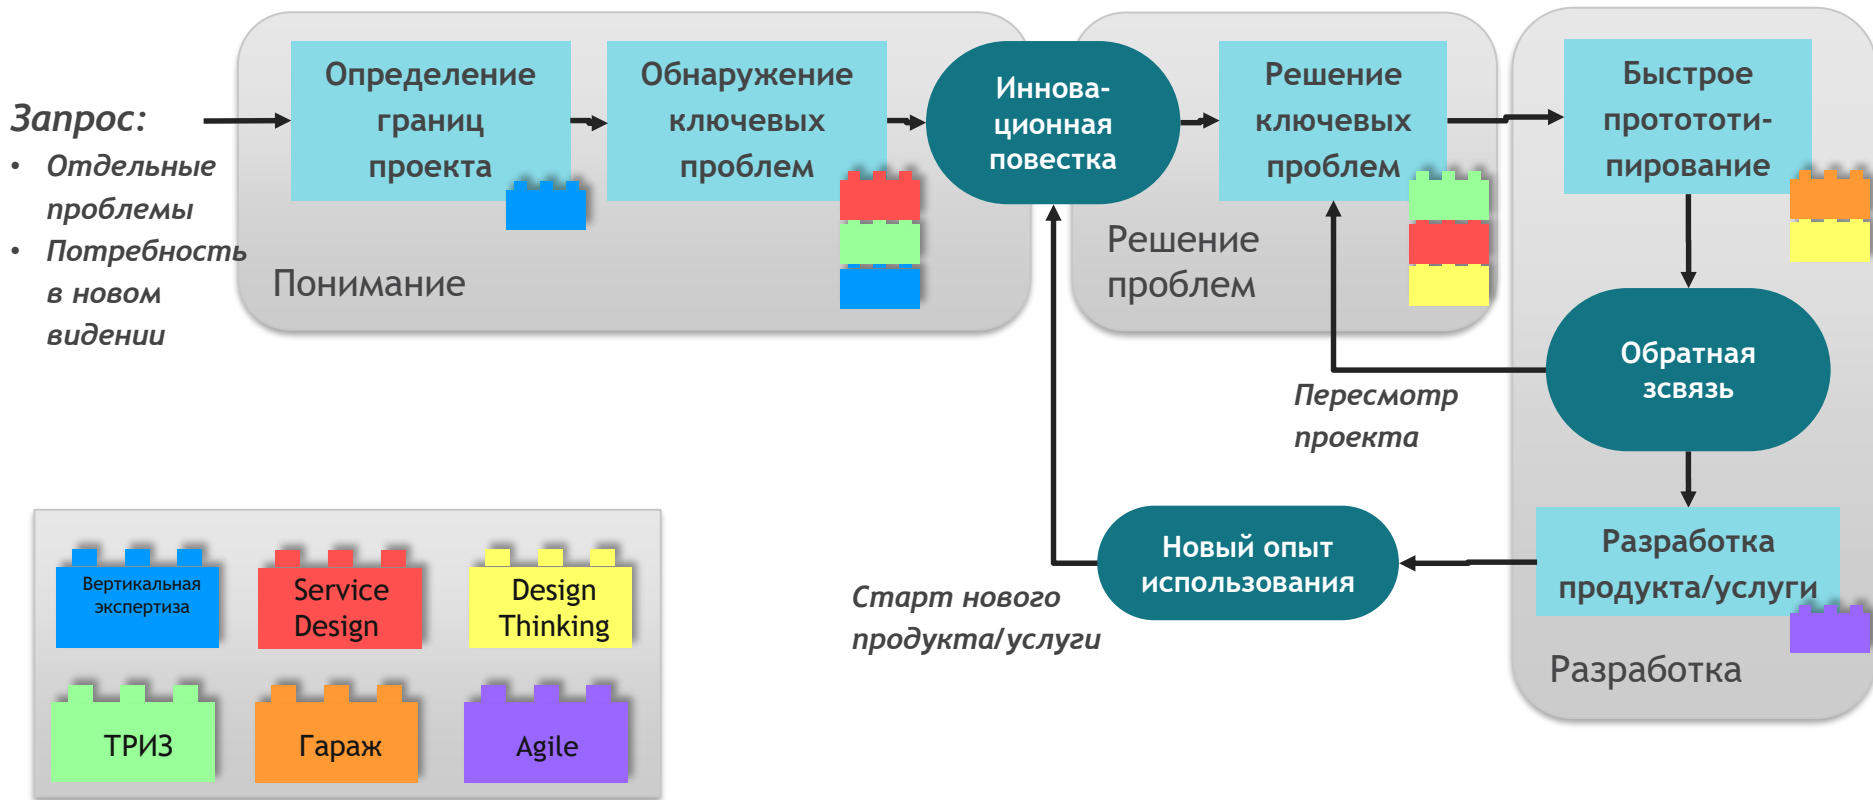 Запрос:
• Отдельные
проблемы
• Потребность
в новом
видении
Определение
границ
проекта
Обнаружение
ключевых
проблем
Понимание
Иннова-
ционная
повестка
Решение
ключевых
проблем
Решение
проблем
Быстрое
протототи-
пирование
Обратная
зсвязь
Пересмотр
проекта
Разработка
продукта/услуги
Разработка
Новый опыт
использования
Старт нового
продукта/услуги
Вертикальная
экспертиза
Service
Design
Design
Thinking
ТРИЗ
Гараж
Agile